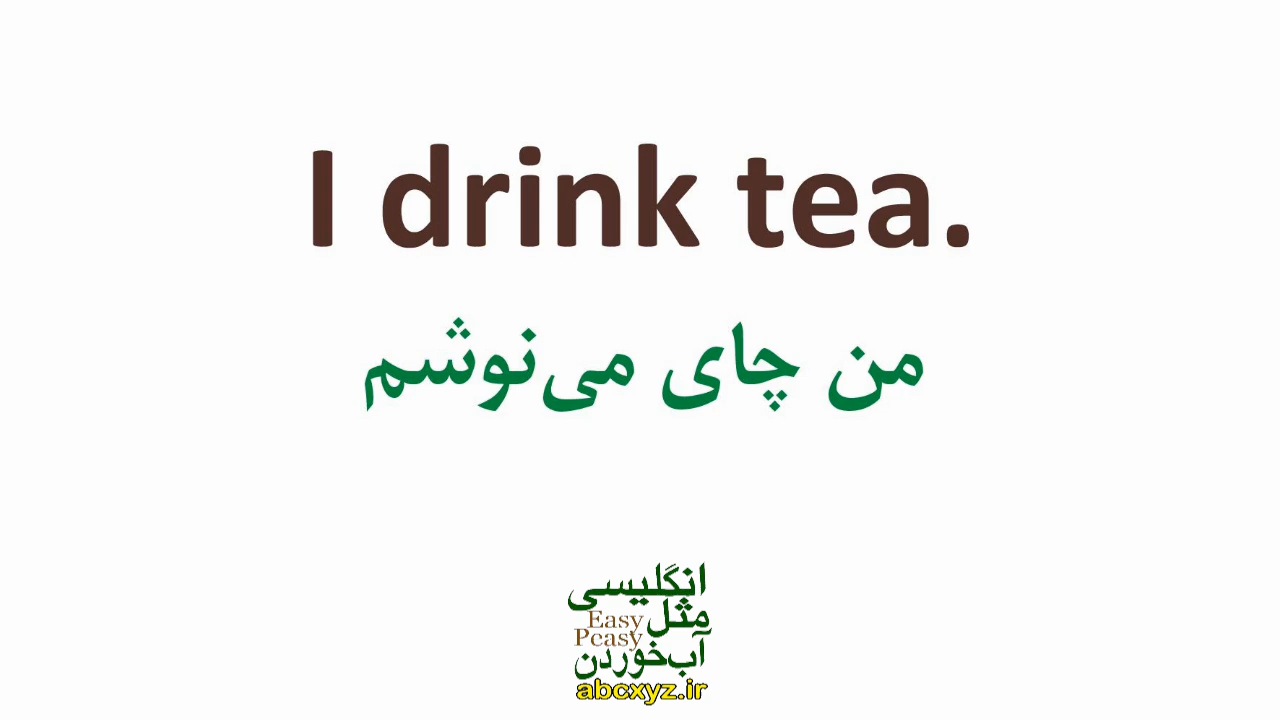 I drink tea.
من چای می‌نوشم
انگلیسی
مثل
Easy
Peasy
آب‌خوردن
abcxyz.ir